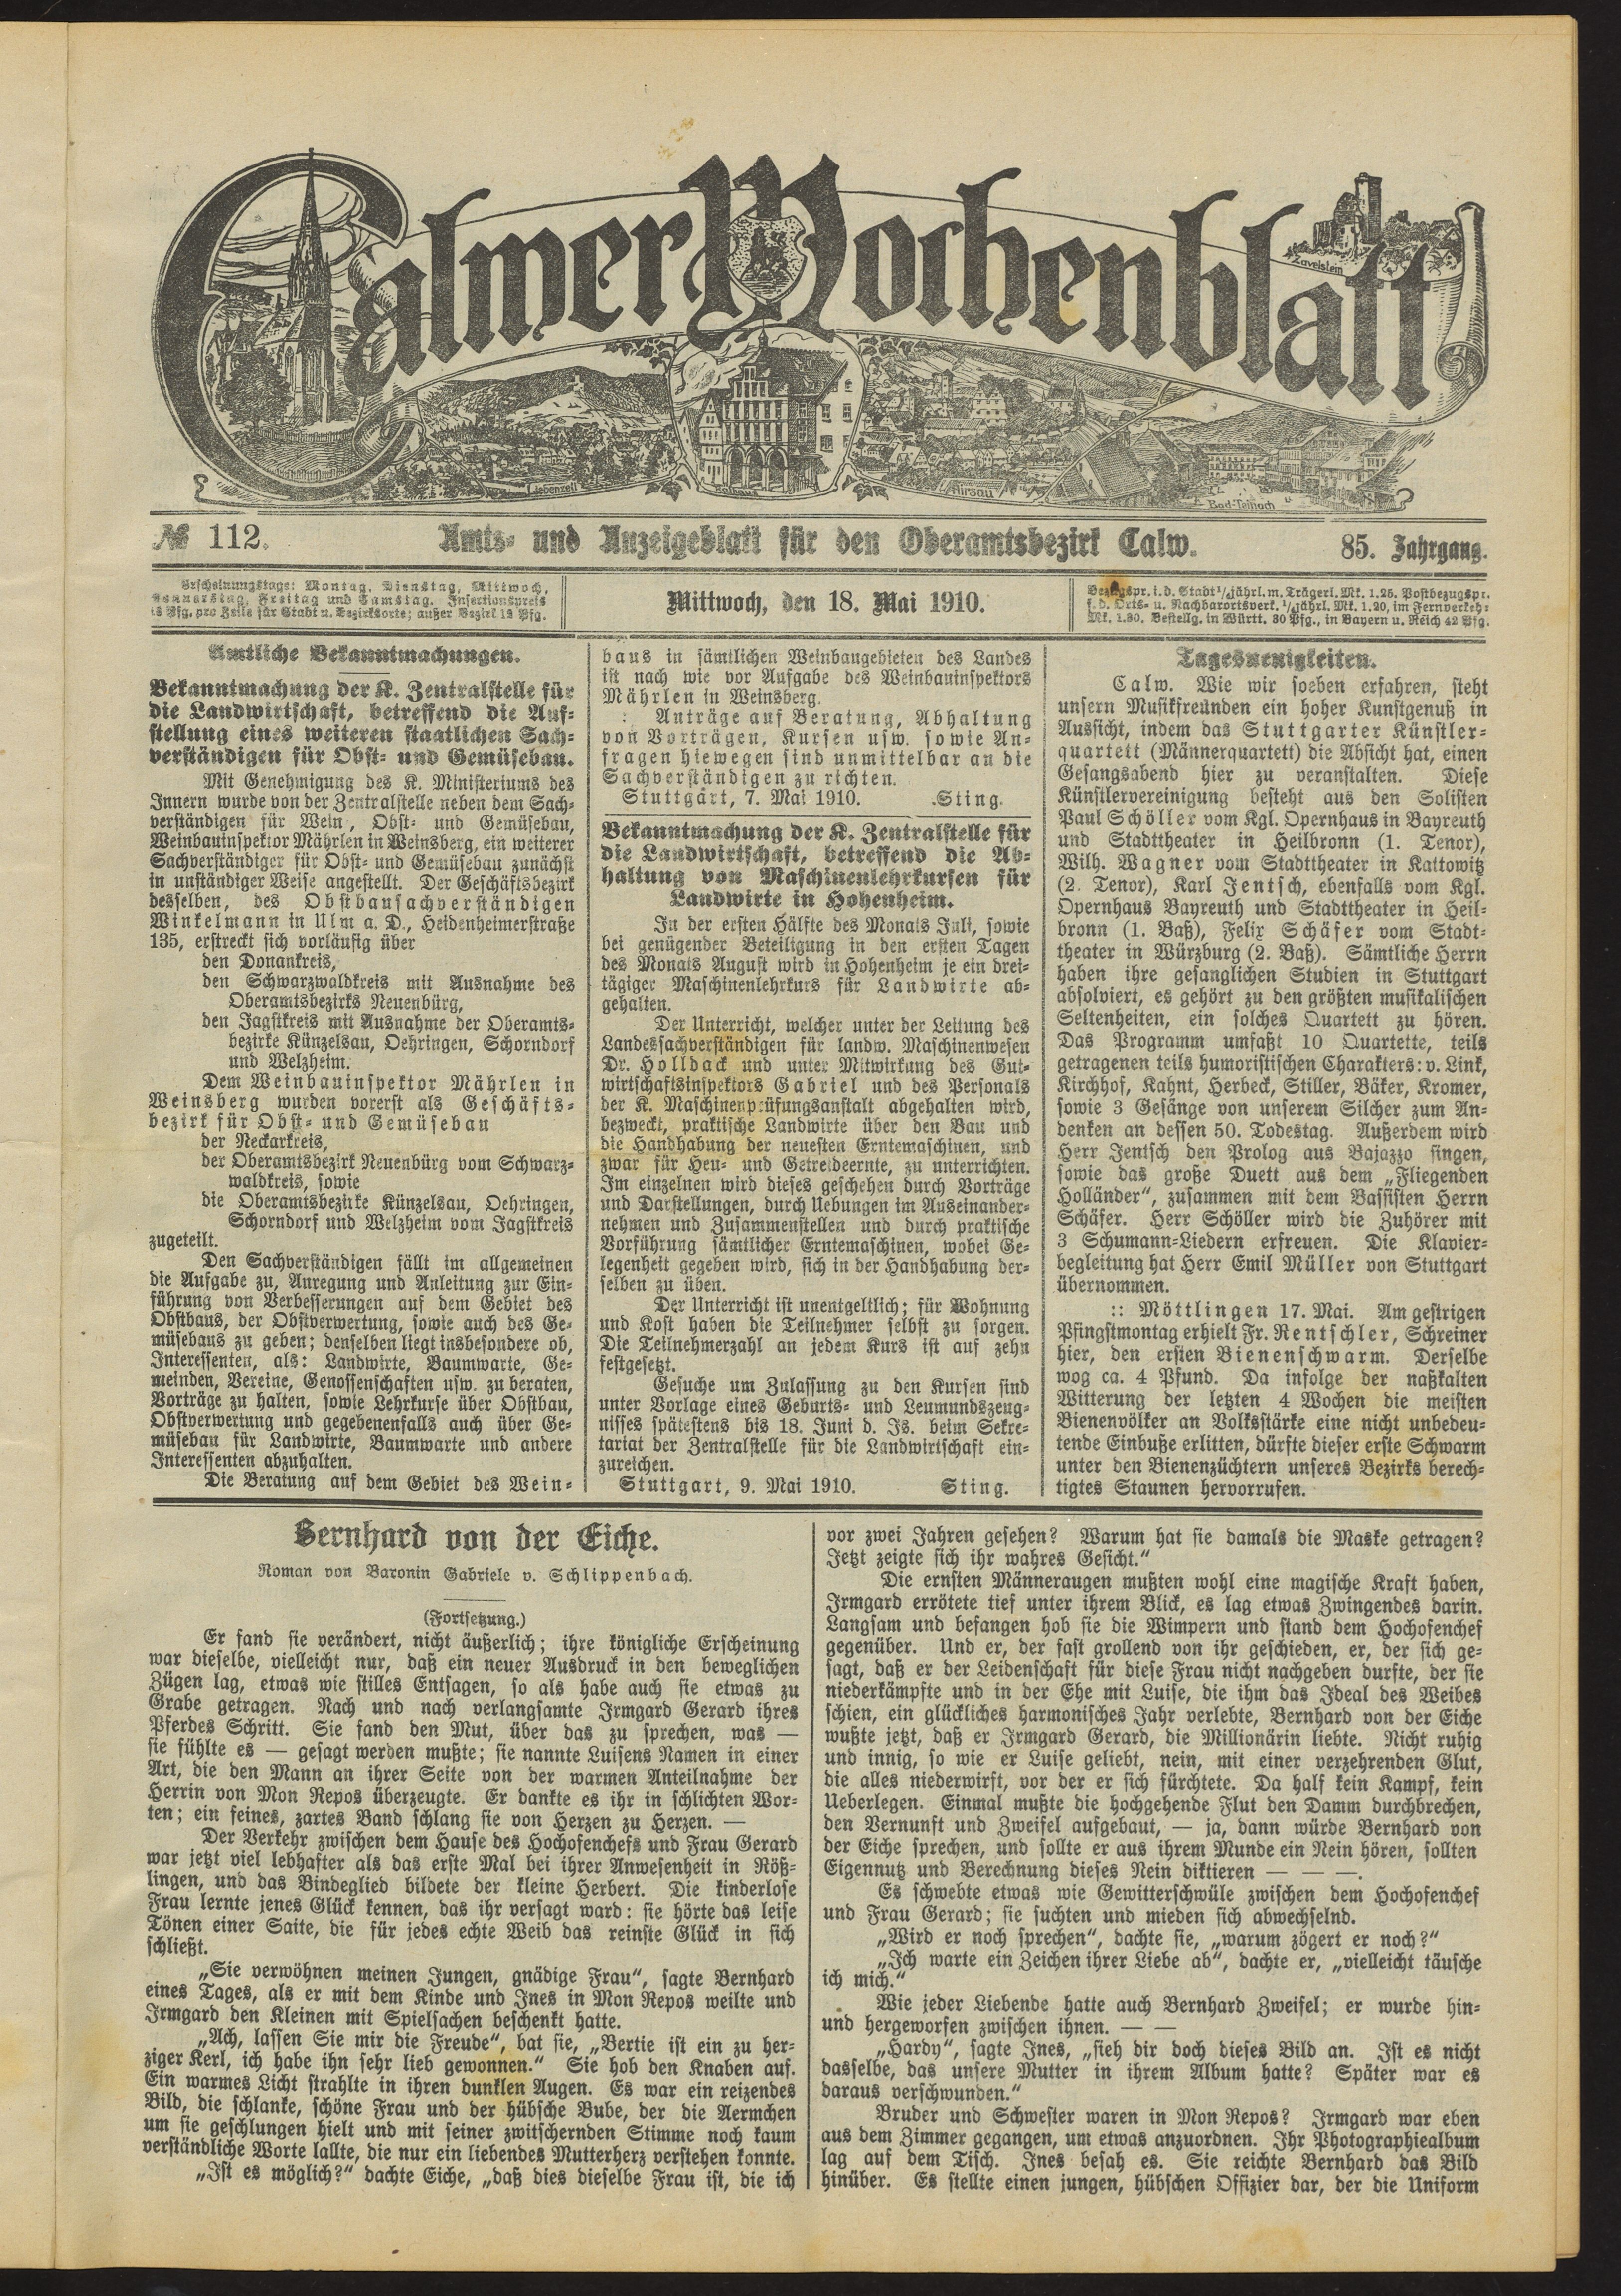 Calmer Wochenblatt
Zavelstein
Liebenzell
Rathaus
Hirsau
Bad-Teinach
№ 112.
Amts- und Anzeigeblatt für den Oberamtsbezirk Calw.
85. Jahrgang.
Erscheinungstage: Montag, Dienstag, Mittwoch,
Donnerstag, Freitag und Samstag. Insertionspreis
Pfg. pro Zeile für Stadt u. Bezirksorte; außer Bezirk 12 Pfg.
Mittwoch, den 18. Mai 1910.
Bezugspr. i. d. Stadt ¹/₄jährl. m. Trägerl. Mk. 1.25. Postbezugspr.
f. d. Orts- u. Nachbarortsverk. ¹/₄jährl. Mk. 1.20, im Fernverkehr
Mk. 1.30. Bestellg. in Württ. 30 Pfg., in Bayern u. Reich 42 Pfg.
Amtliche Bekanntmachungen.
Bekanntmachung der K. Zentralstelle für
die Landwirtschaft, betreffend die Auf-
stellung eines weiteren staatlichen Sach-
verständigen für Obst- und Gemüsebau.
Mit Genehmigung des K. Ministeriums des
Innern wurde von der Zentralstelle neben dem Sach-
verständigen für Wein-, Obst- und Gemüsebau,
Weinbauinspektor Mährlen in Weinsberg, ein weiterer
Sachverständiger für Obst- und Gemüsebau zunächst
in unständiger Weise angestellt. Der Geschäftsbezirk
desselben, des Obstbausachverständigen
Winkelmann in Ulm a. D., Heidenheimerstraße
135, erstreckt sich vorläufig über
den Donaukreis,
den Schwarzwaldkreis mit Ausnahme des
Oberamtsbezirks Neuenbürg,
den Jagstkreis mit Ausnahme der Oberamts-
bezirke Künzelsau, Oehringen, Schorndorf
und Welzheim.
Dem Weinbauinspektor Mährlen in
Weinsberg wurden vorerst als Geschäfts-
bezirk für Obst- und Gemüsebau
der Neckarkreis,
der Oberamtsbezirk Neuenbürg vom Schwarz-
waldkreis, sowie
die Oberamtsbezirke Künzelsau, Oehringen,
Schorndorf und Welzheim vom Jagstkreis
zugeteilt.
Den Sachverständigen fällt im allgemeinen
die Aufgabe zu, Anregung und Anleitung zur Ein-
führung von Verbesserungen auf dem Gebiet des
Obstbaus, der Obstverwertung, sowie auch des Ge-
müsebaus zu geben; denselben liegt insbesondere ob,
Interessenten, als: Landwirte, Baumwarte, Ge-
meinden, Vereine, Genossenschaften usw. zu beraten,
Vorträge zu halten, sowie Lehrkurse über Obstbau,
Obstverwertung und gegebenenfalls auch über Ge-
müsebau für Landwirte, Baumwarte und andere
Interessenten abzuhalten.
Die Beratung auf dem Gebiet des Wein-
baus in sämtlichen Weinbaugebieten des Landes
ist nach wie vor Aufgabe des Weinbauinspektors
Mährlen in Weinsberg.
Anträge auf Beratung, Abhaltung
von Vorträgen, Kursen usw. sowie An-
fragen hiewegen sind unmittelbar an die
Sachverständigen zu richten.
Stuttgart, 7. Mai 1910. Sting.
Bekanntmachung der K. Zentralstelle für
die Landwirtschaft, betreffend die Ab-
haltung von Maschinenlehrkursen für
Landwirte in Hohenheim.
In der ersten Hälfte des Monats Juli, sowie
bei genügender Beteiligung in den ersten Tagen
des Monats August wird in Hohenheim je ein drei-
tägiger Maschinenlehrkurs für Landwirte ab-
gehalten.
Der Unterricht, welcher unter der Leitung des
Landessachverständigen für landw. Maschinenwesen
Dr. Holldack und unter Mitwirkung des Gut-
wirtschaftsinspektors Gabriel und des Personals
der K. Maschinenprüfungsanstalt abgehalten wird,
bezweckt, praktische Landwirte über den Bau und
die Handhabung der neuesten Erntemaschinen, und
zwar für Heu- und Getreideernte, zu unterrichten.
Im einzelnen wird dieses geschehen durch Vorträge
und Darstellungen, durch Uebungen im Auseinander-
nehmen und Zusammenstellen und durch praktische
Vorführung sämtlicher Erntemaschinen, wobei Ge-
legenheit gegeben wird, sich in der Handhabung der-
selben zu üben.
Der Unterricht ist unentgeltlich; für Wohnung
und Kost haben die Teilnehmer selbst zu sorgen.
Die Teilnehmerzahl an jedem Kurs ist auf zehn
festgesetzt.
Gesuche um Zulassung zu den Kursen sind
unter Vorlage eines Geburts- und Leumundszeug-
nisses spätestens bis 18. Juni d. Js. beim Sekre-
tariat der Zentralstelle für die Landwirtschaft ein-
zureichen.
Stuttgart, 9. Mai 1910. Sting.
Tagesneuigkeiten.
Calw. Wie wir soeben erfahren, steht
unsern Musikfreunden ein hoher Kunstgenuß in
Aussicht, indem das Stuttgarter Künstler-
quartett (Männerquartett) die Absicht hat, einen
Gesangsabend hier zu veranstalten. Diese
Künstlervereinigung besteht aus den Solisten
Paul Schöller vom Kgl. Opernhaus in Bayreuth
und Stadttheater in Heilbronn (1. Tenor),
Wilh. Wagner vom Stadttheater in Kattowitz
(2. Tenor), Karl Jentsch, ebenfalls vom Kgl.
Opernhaus Bayreuth und Stadttheater in Heil-
bronn (1. Baß), Felix Schäfer vom Stadt-
theater in Würzburg (2. Baß). Sämtliche Herrn
haben ihre gesanglichen Studien in Stuttgart
absolviert, es gehört zu den größten musikalischen
Seltenheiten, ein solches Quartett zu hören.
Das Programm umfaßt 10 Quartette, teils
getragenen teils humoristischen Charakters: v. Link,
Kirchhof, Kahnt, Herbeck, Stiller, Bäker, Kromer,
sowie 3 Gesänge von unserem Silcher zum An-
denken an dessen 50. Todestag. Außerdem wird
Herr Jentsch den Prolog aus Bajazzo singen,
sowie das große Duett aus dem „Fliegenden
Holländer“, zusammen mit dem Bassisten Herrn
Schäfer. Herr Schöller wird die Zuhörer mit
3 Schumann-Liedern erfreuen. Die Klavier-
begleitung hat Herr Emil Müller von Stuttgart
übernommen.
:: Möttlingen 17. Mai. Am gestrigen
Pfingstmontag erhielt Fr. Rentschler, Schreiner
hier, den ersten Bienenschwarm. Derselbe
wog ca. 4 Pfund. Da infolge der naßkalten
Witterung der letzten 4 Wochen die meisten
Bienenvölker an Volksstärke eine nicht unbedeu-
tende Einbuße erlitten, dürfte dieser erste Schwarm
unter den Bienenzüchtern unseres Bezirks berech-
tigtes Staunen hervorrufen.
Bernhard von der Eiche.
Roman von Baronin Gabriele v. Schlippenbach.
(Fortsetzung.)
Er fand sie verändert, nicht äußerlich; ihre königliche Erscheinung
war dieselbe, vielleicht nur, daß ein neuer Ausdruck in den beweglichen
Zügen lag, etwas wie stilles Entsagen, so als habe auch sie etwas zu
Grabe getragen. Nach und nach verlangsamte Irmgard Gerard ihres
Pferdes Schritt. Sie fand den Mut, über das zu sprechen, was —
sie fühlte es — gesagt werden mußte; sie nannte Luisens Namen in einer
Art, die den Mann an ihrer Seite von der warmen Anteilnahme der
Herrin von Mon Repos überzeugte. Er dankte es ihr in schlichten Wor-
ten; ein feines, zartes Band schlang sie von Herzen zu Herzen. —
Der Verkehr zwischen dem Hause des Hochofenchefs und Frau Gerard
war jetzt viel lebhafter als das erste Mal bei ihrer Anwesenheit in Röß-
lingen, und das Bindeglied bildete der kleine Herbert. Die kinderlose
Frau lernte jenes Glück kennen, das ihr versagt ward: sie hörte das leise
Tönen einer Saite, die für jedes echte Weib das reinste Glück in sich
schließt.
„Sie verwöhnen meinen Jungen, gnädige Frau“, sagte Bernhard
eines Tages, als er mit dem Kinde und Ines in Mon Repos weilte und
Irmgard den Kleinen mit Spielsachen beschenkt hatte.
„Ach, lassen Sie mir die Freude“, bat sie, „Bertie ist ein zu her-
ziger Kerl, ich habe ihn sehr lieb gewonnen.“ Sie hob den Knaben auf.
Ein warmes Licht strahlte in ihren dunklen Augen. Es war ein reizendes
Bild, die schlanke, schöne Frau und der hübsche Bube, der die Aermchen
um sie geschlungen hielt und mit seiner zwitschernden Stimme noch kaum
verständliche Worte lallte, die nur ein liebendes Mutterherz verstehen konnte.
„Ist es möglich?“ dachte Eiche, „daß dies dieselbe Frau ist, die ich
vor zwei Jahren gesehen? Warum hat sie damals die Maske getragen?
Jetzt zeigte sich ihr wahres Gesicht.“
Die ernsten Männeraugen mußten wohl eine magische Kraft haben,
Irmgard errötete tief unter ihrem Blick, es lag etwas Zwingendes darin.
Langsam und befangen hob sie die Wimpern und stand dem Hochofenchef
gegenüber. Und er, der fast grollend von ihr geschieden, er, der sich ge-
sagt, daß er der Leidenschaft für diese Frau nicht nachgeben durfte, der sie
niederkämpfte und in der Ehe mit Luise, die ihm das Ideal des Weibes
schien, ein glückliches harmonisches Jahr verlebte, Bernhard von der Eiche
wußte jetzt, daß er Irmgard Gerard, die Millionärin liebte. Nicht ruhig
und innig, so wie er Luise geliebt, nein, mit einer verzehrenden Glut,
die alles niederwirft, vor der er sich fürchtete. Da half kein Kampf, kein
Ueberlegen. Einmal mußte die hochgehende Flut den Damm durchbrechen,
den Vernunft und Zweifel aufgebaut, — ja, dann würde Bernhard von
der Eiche sprechen, und sollte er aus ihrem Munde ein Nein hören, sollten
Eigennutz und Berechnung dieses Nein diktieren — — —.
Es schwebte etwas wie Gewitterschwüle zwischen dem Hochofenchef
und Frau Gerard; sie suchten und mieden sich abwechselnd.
„Wird er noch sprechen“, dachte sie, „warum zögert er noch?“
„Ich warte ein Zeichen ihrer Liebe ab“, dachte er, „vielleicht täusche
ich mich.“
Wie jeder Liebende hatte auch Bernhard Zweifel; er wurde hin-
und hergeworfen zwischen ihnen. — —
„Hardy“, sagte Ines, „sieh dir doch dieses Bild an. Ist es nicht
dasselbe, das unsere Mutter in ihrem Album hatte? Später war es
daraus verschwunden.“
Bruder und Schwester waren in Mon Repos? Irmgard war eben
aus dem Zimmer gegangen, um etwas anzuordnen. Ihr Photographiealbum
lag auf dem Tisch. Ines besah es. Sie reichte Bernhard das Bild
hinüber. Es stellte einen jungen, hübschen Offizier dar, der die Uniform